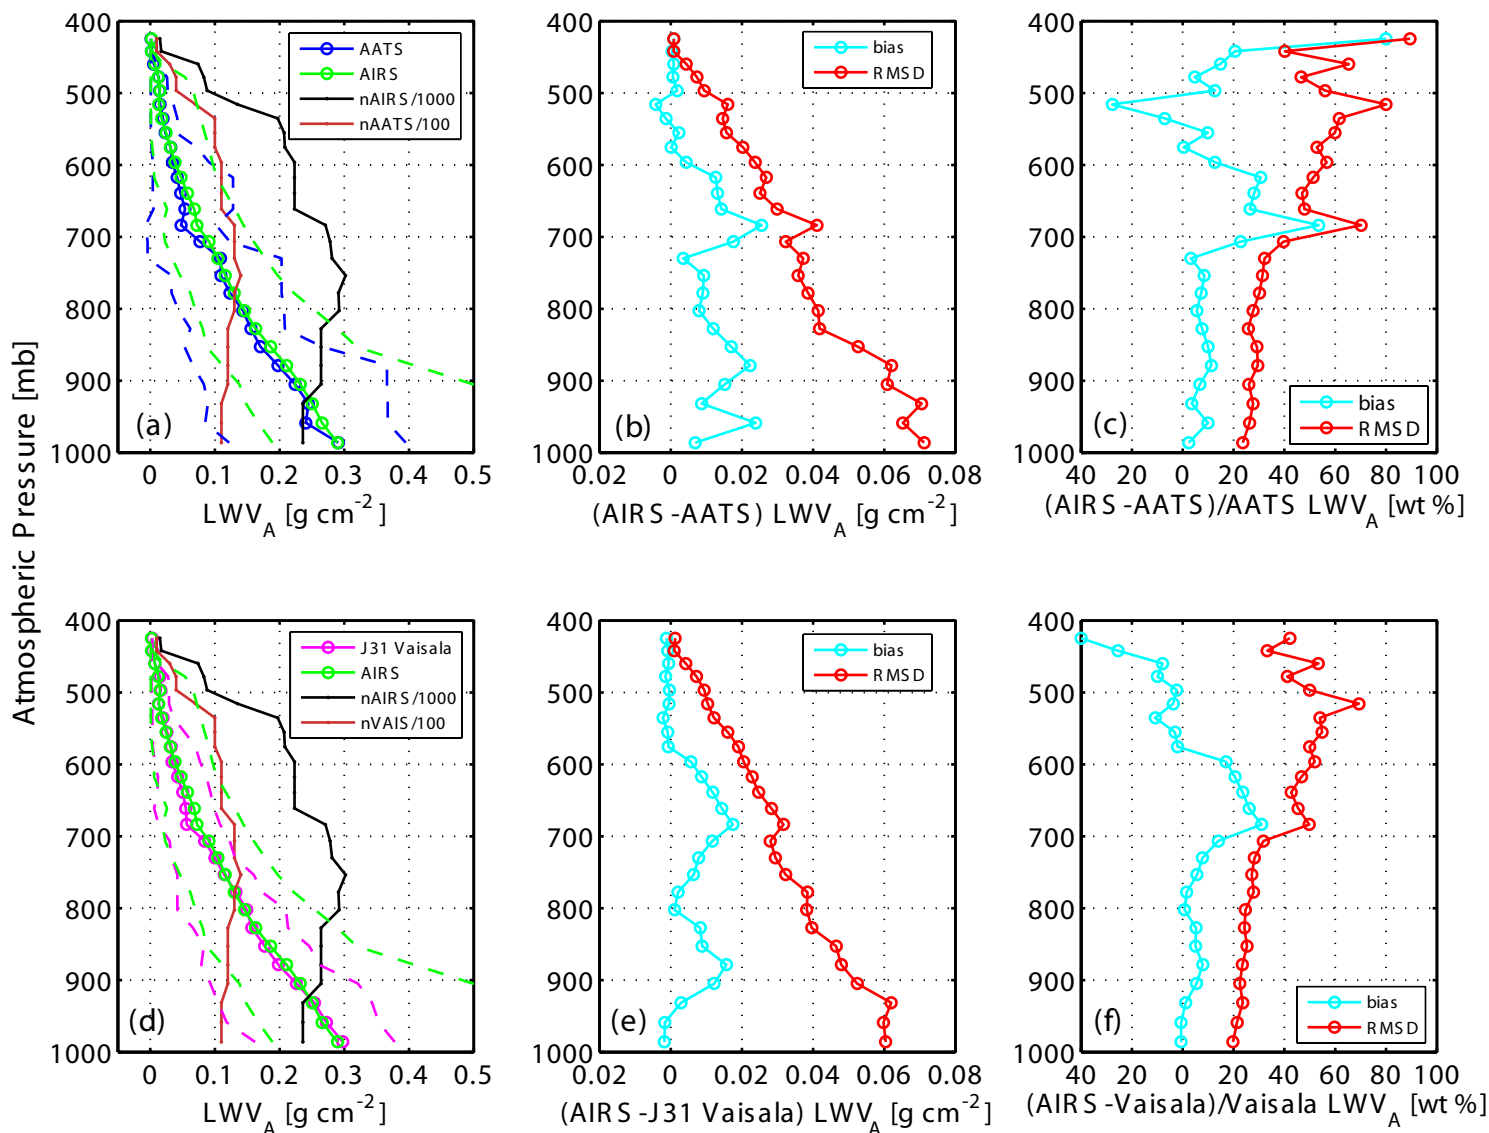 Atmospheric Pressure [mb]
400
500
600
700
800
900
1000
0 0.1 0.2 0.3 0.4 0.5
LWV_A [g cm^-2]
(a)
AATS
AIRS
nAIRS/1000
nAATS/100
400
500
600
700
800
900
1000
0.02 0 0.02 0.04 0.06 0.08
(AIRS-AATS) LWV_A [g cm^-2]
(b)
bias
RMSD
400
500
600
700
800
900
1000
40 20 0 20 40 60 80 100
(AIRS-AATS)/AATS LWV_A [wt %]
(c)
bias
RMSD
400
500
600
700
800
900
1000
0 0.1 0.2 0.3 0.4 0.5
LWV_A [g cm^-2]
(d)
J31 Vaisala
AIRS
nAIRS/1000
nVAIS/100
400
500
600
700
800
900
1000
0.02 0 0.02 0.04 0.06 0.08
(AIRS-J31 Vaisala) LWV_A [g cm^-2]
(e)
bias
RMSD
400
500
600
700
800
900
1000
40 20 0 20 40 60 80 100
(AIRS-Vaisala)/Vaisala LWV_A [wt %]
(f)
bias
RMSD